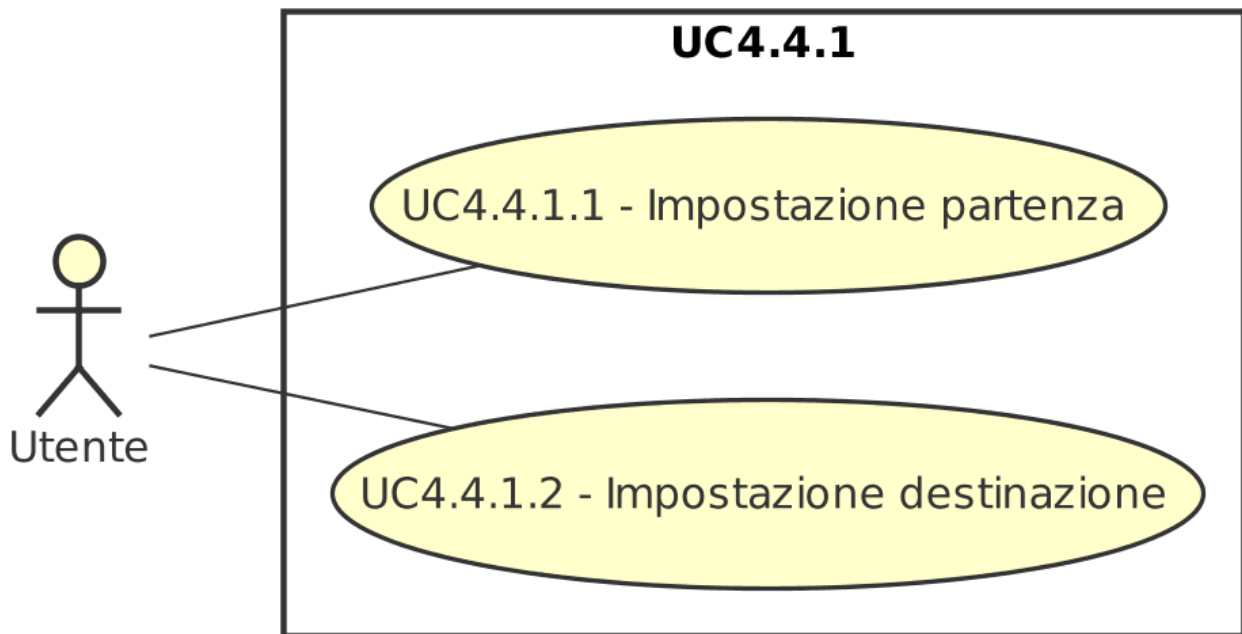 UC4.4.1
UC4.4.1.1 - Impostazione partenza
Utente
UC4.4.1.2 - Impostazione destinazione